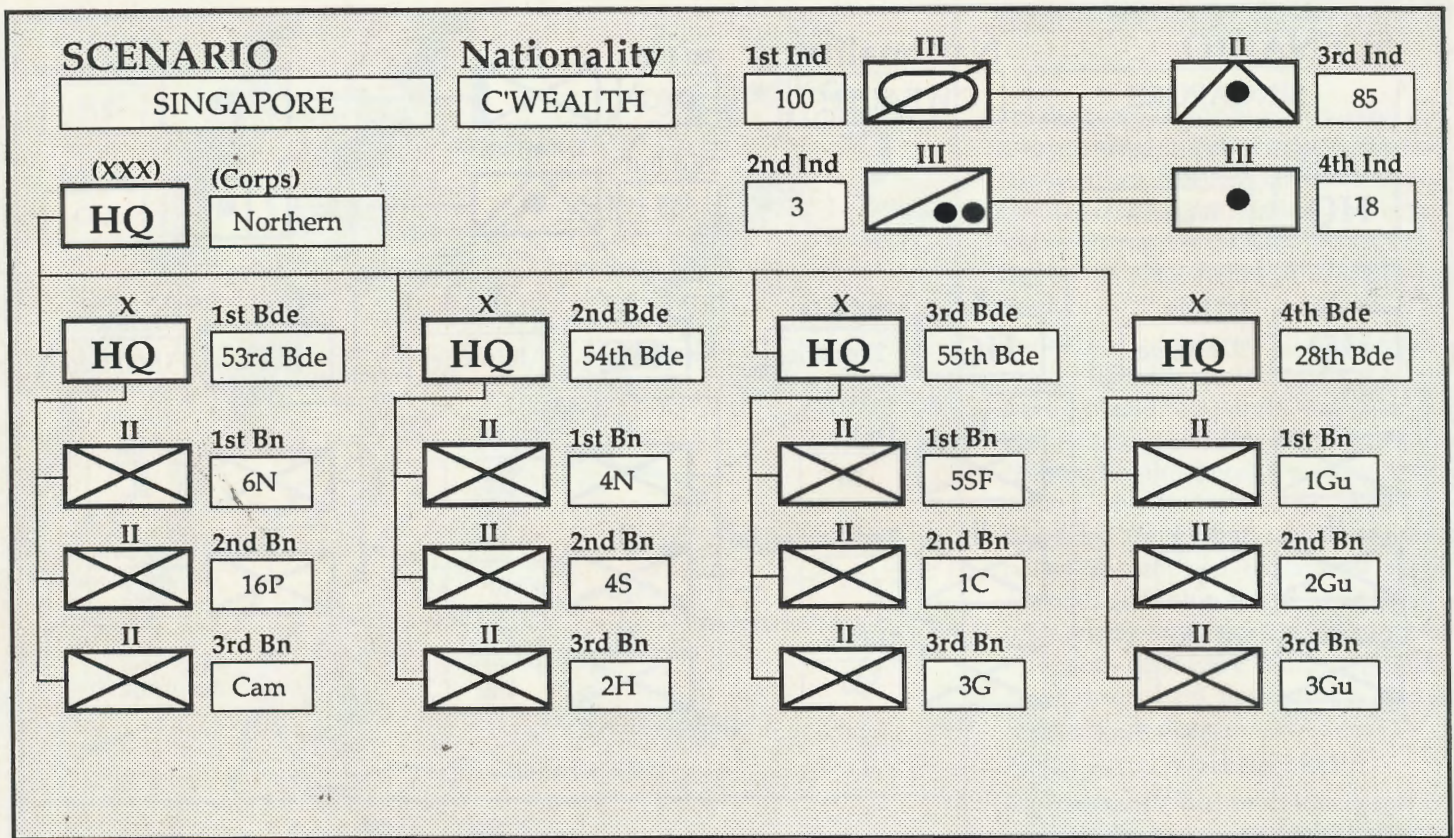 SCENARIO
SINGAPORE
Nationality
C'WEALTH
1st Ind
100
III
II
3rd Ind
85
2nd Ind
3
III
III
4th Ind
18
(XXX)
HQ
(Corps)
Northern
X
HQ
1st Bde
53rd Bde
X
HQ
2nd Bde
54th Bde
X
HQ
3rd Bde
55th Bde
X
HQ
4th Bde
28th Bde
II
1st Bn
6N
II
1st Bn
4N
II
1st Bn
5SF
II
1st Bn
1Gu
II
2nd Bn
16P
II
2nd Bn
4S
II
2nd Bn
1C
II
2nd Bn
2Gu
II
3rd Bn
Cam
II
3rd Bn
2H
II
3rd Bn
3G
II
3rd Bn
3Gu